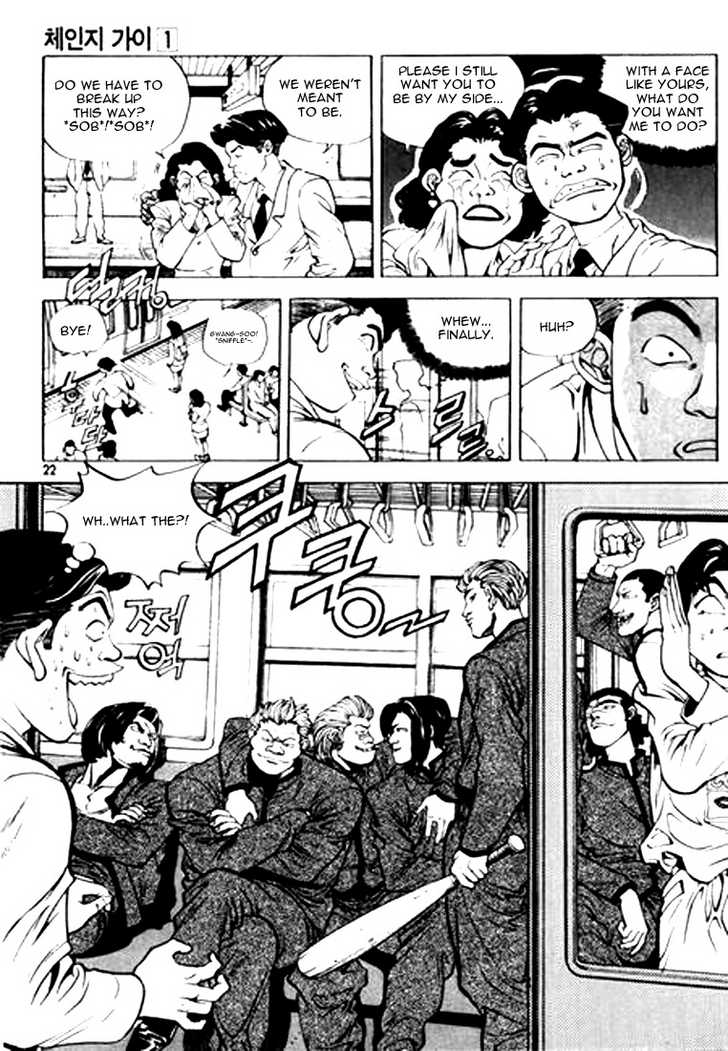 체인지 가이 1
DO WE HAVE TO
BREAK UP
THIS WAY?
*SOB*!*SOB*!
WE WEREN'T
MEANT
TO BE.
PLEASE I STILL
WANT YOU TO
BE BY MY SIDE...
WITH A FACE
LIKE YOURS,
WHAT DO
YOU WANT
ME TO DO?
BYE!
GWANG-SOO!
*SNIFFLE*~.
WHEW...
FINALLY.
HUH?
22
WH..WHAT THE?!
쿠쿵~